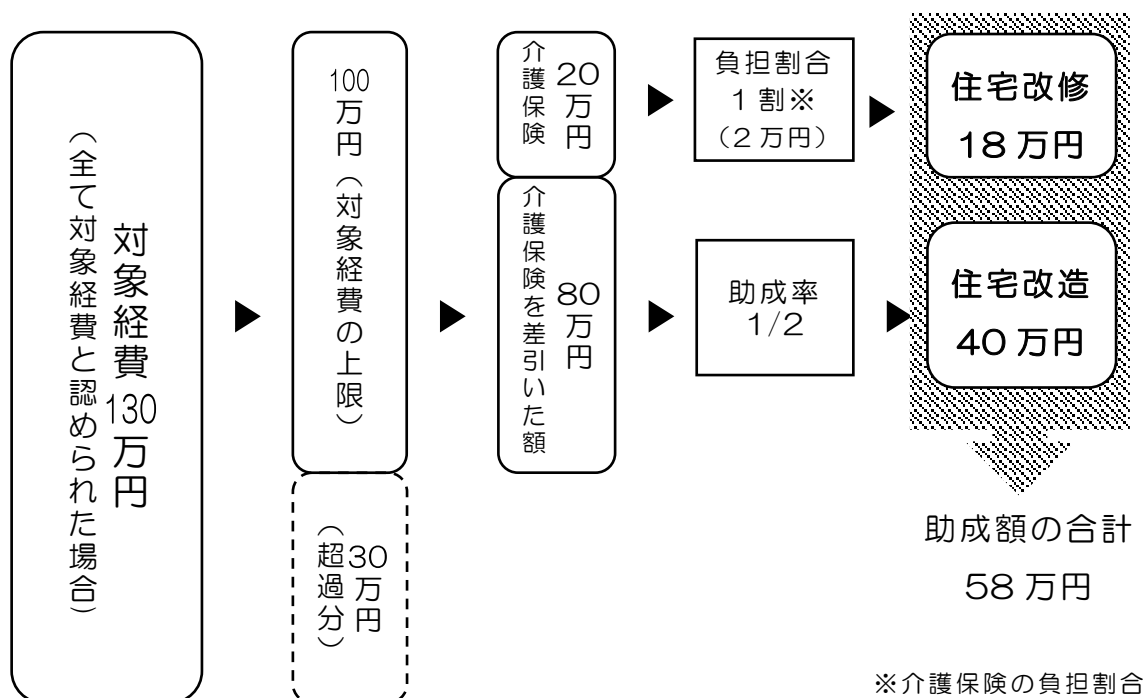 対象経費130万円
（全て対象経費と認められた場合）
100万円（対象経費の上限）
30万円
（超過分）
20万円
介護保険
80万円
介護保険を差引いた額
負担割合
1割※
（2万円）
助成率
1/2
住宅改修
18万円
住宅改造
40万円
助成額の合計
58万円
※介護保険の負担割合